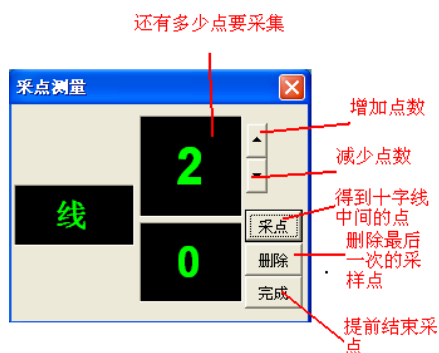 还有多少点要采集
采点测量
增加点数
2
减少点数
线
得到十字线
中间的点
采点
删除最后
一次的采
样点
0
删除
完成
提前结束采
点